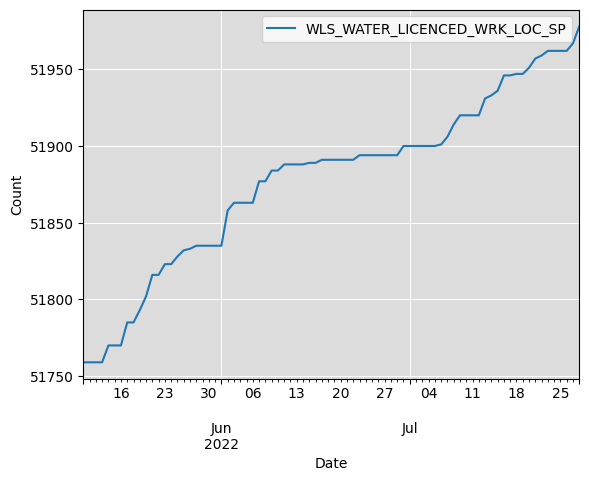 WLS_WATER_LICENCED_WRK_LOC_SP
51950
51900
51850
51800
51750
Count
16 23 30 06 13 20 27 04 11 18 25
Jun Jul
2022
Date